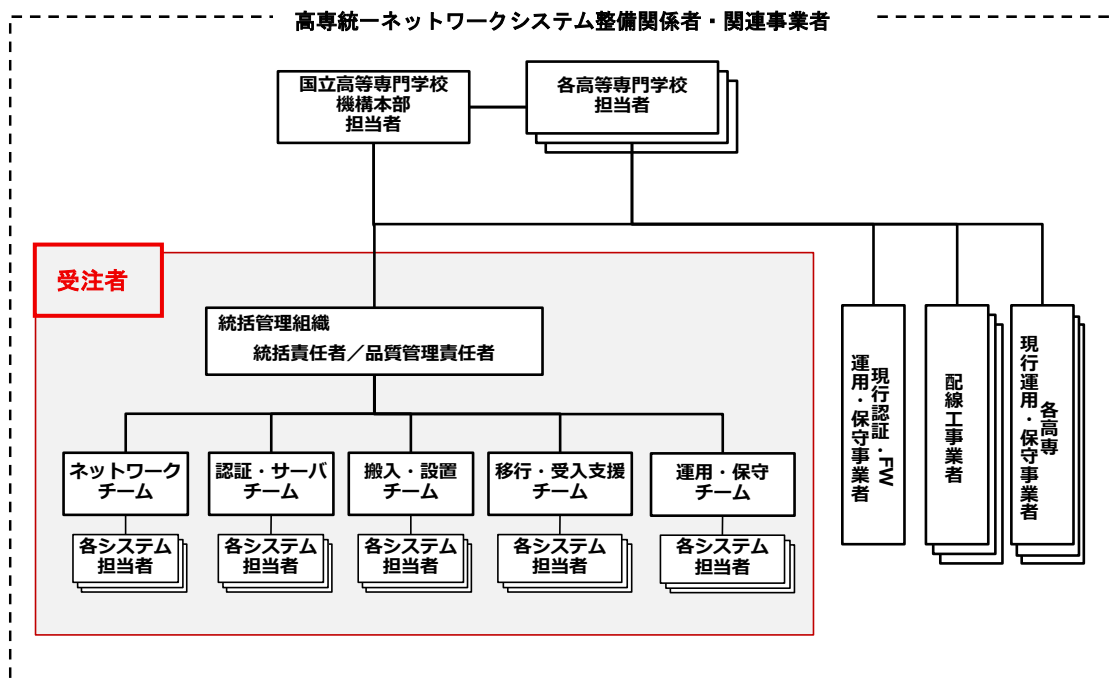 高専統一ネットワークシステム整備関係者・関連事業者
国立高等専門学校
機構本部
担当者
各高等専門学校
担当者
受注者
統括管理組織
統括責任者／品質管理責任者
ネットワーク
チーム
認証・サーバ
チーム
搬入・設置
チーム
移行・受入支援
チーム
運用・保守
チーム
各システム
担当者
各システム
担当者
各システム
担当者
各システム
担当者
各システム
担当者
現行認証．FW
運用・保守事業者
配線工事業者
各高専
現行運用・保守事業者